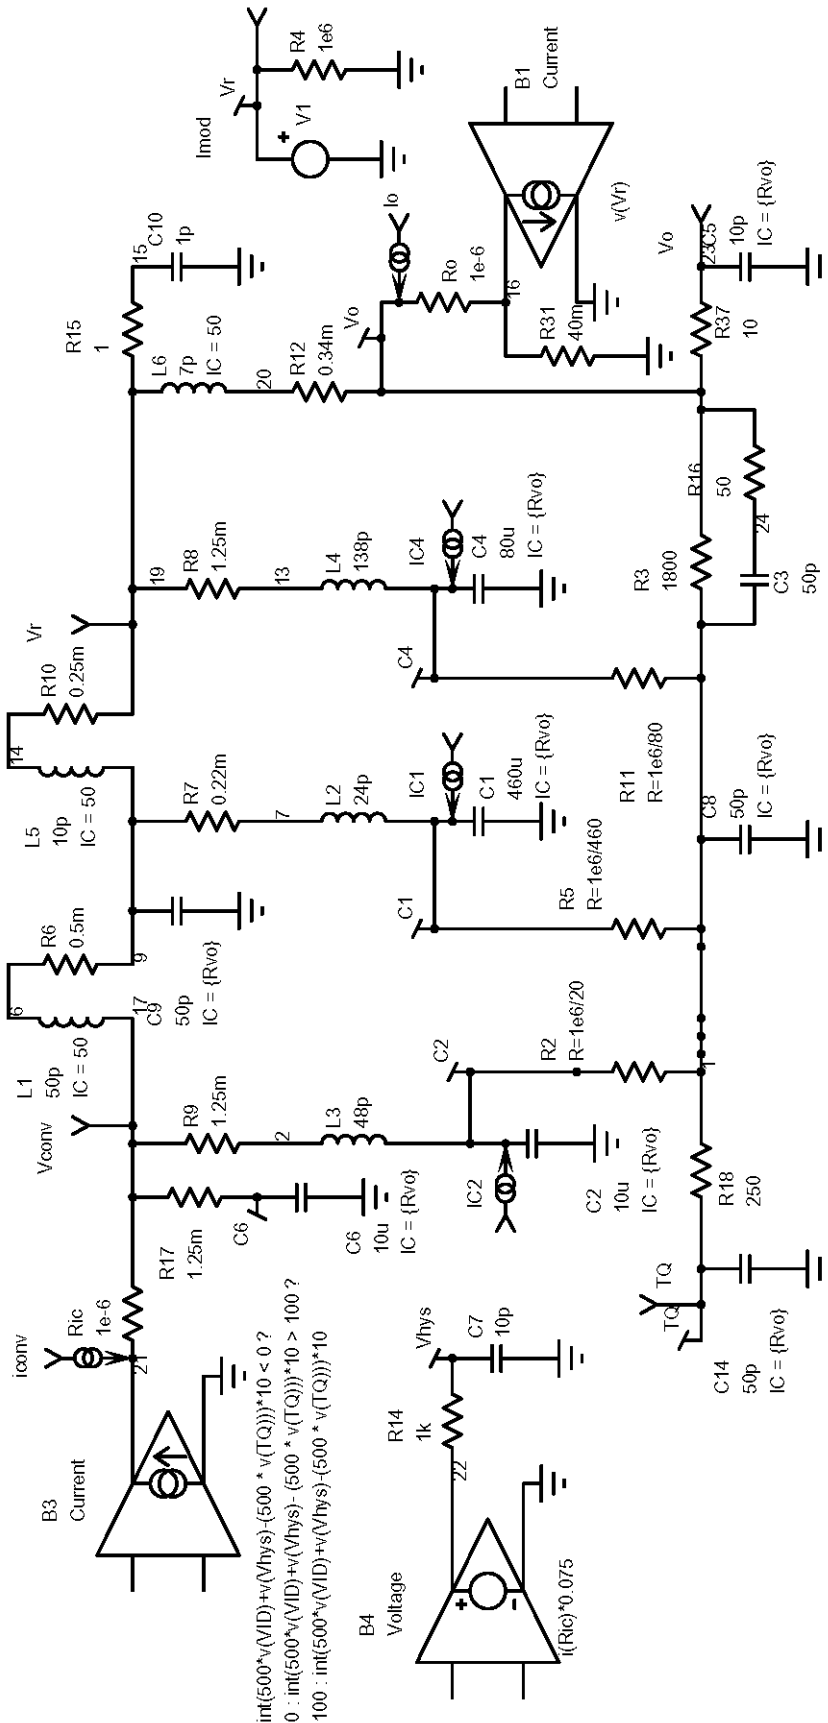 iconv
Ric
1e-6
21
B3
Current
int(500*v(VID)+v(Vhys)-(500 * v(TQ)))*10 < 0 ?
0 : int(500*v(VID)+v(Vhys)- (500 * v(TQ)))*10 > 100 ?
100 : int(500*v(VID)+v(Vhys)-(500 * v(TQ)))*10
R17
1.25m
C6
C6
10u
IC = {Rvo}
Vconv
R9
1.25m
2
L3
48p
IC2
C2
10u
IC = {Rvo}
C2
R2
R=1e6/20
L1
50p
IC = 50
6
17
R6
0.5m
9
C9
50p
IC = {Rvo}
L5
10p
IC = 50
14
R10
0.25m
R7
0.22m
7
L2
24p
IC1
C1
460u
IC = {Rvo}
C1
R5
R=1e6/460
Vr
19
R8
1.25m
13
L4
138p
IC4
C4
80u
IC = {Rvo}
C4
R11
R=1e6/80
R15
1
15
C10
1p
L6
7p
IC = 50
20
R12
0.34m
Vo
Io
Ro
1e-6
16
R31
40m
v(Vr)
B1
Current
Imod
Vr
V1
R4
1e6
B4
Voltage
i(Ric)*0.075
22
R14
1k
Vhys
C7
10p
TQ
TQ
C14
50p
IC = {Rvo}
R18
250
1
C8
50p
IC = {Rvo}
R3
1800
C3
50p
24
R16
50
R37
10
Vo
23
C5
10p
IC = {Rvo}